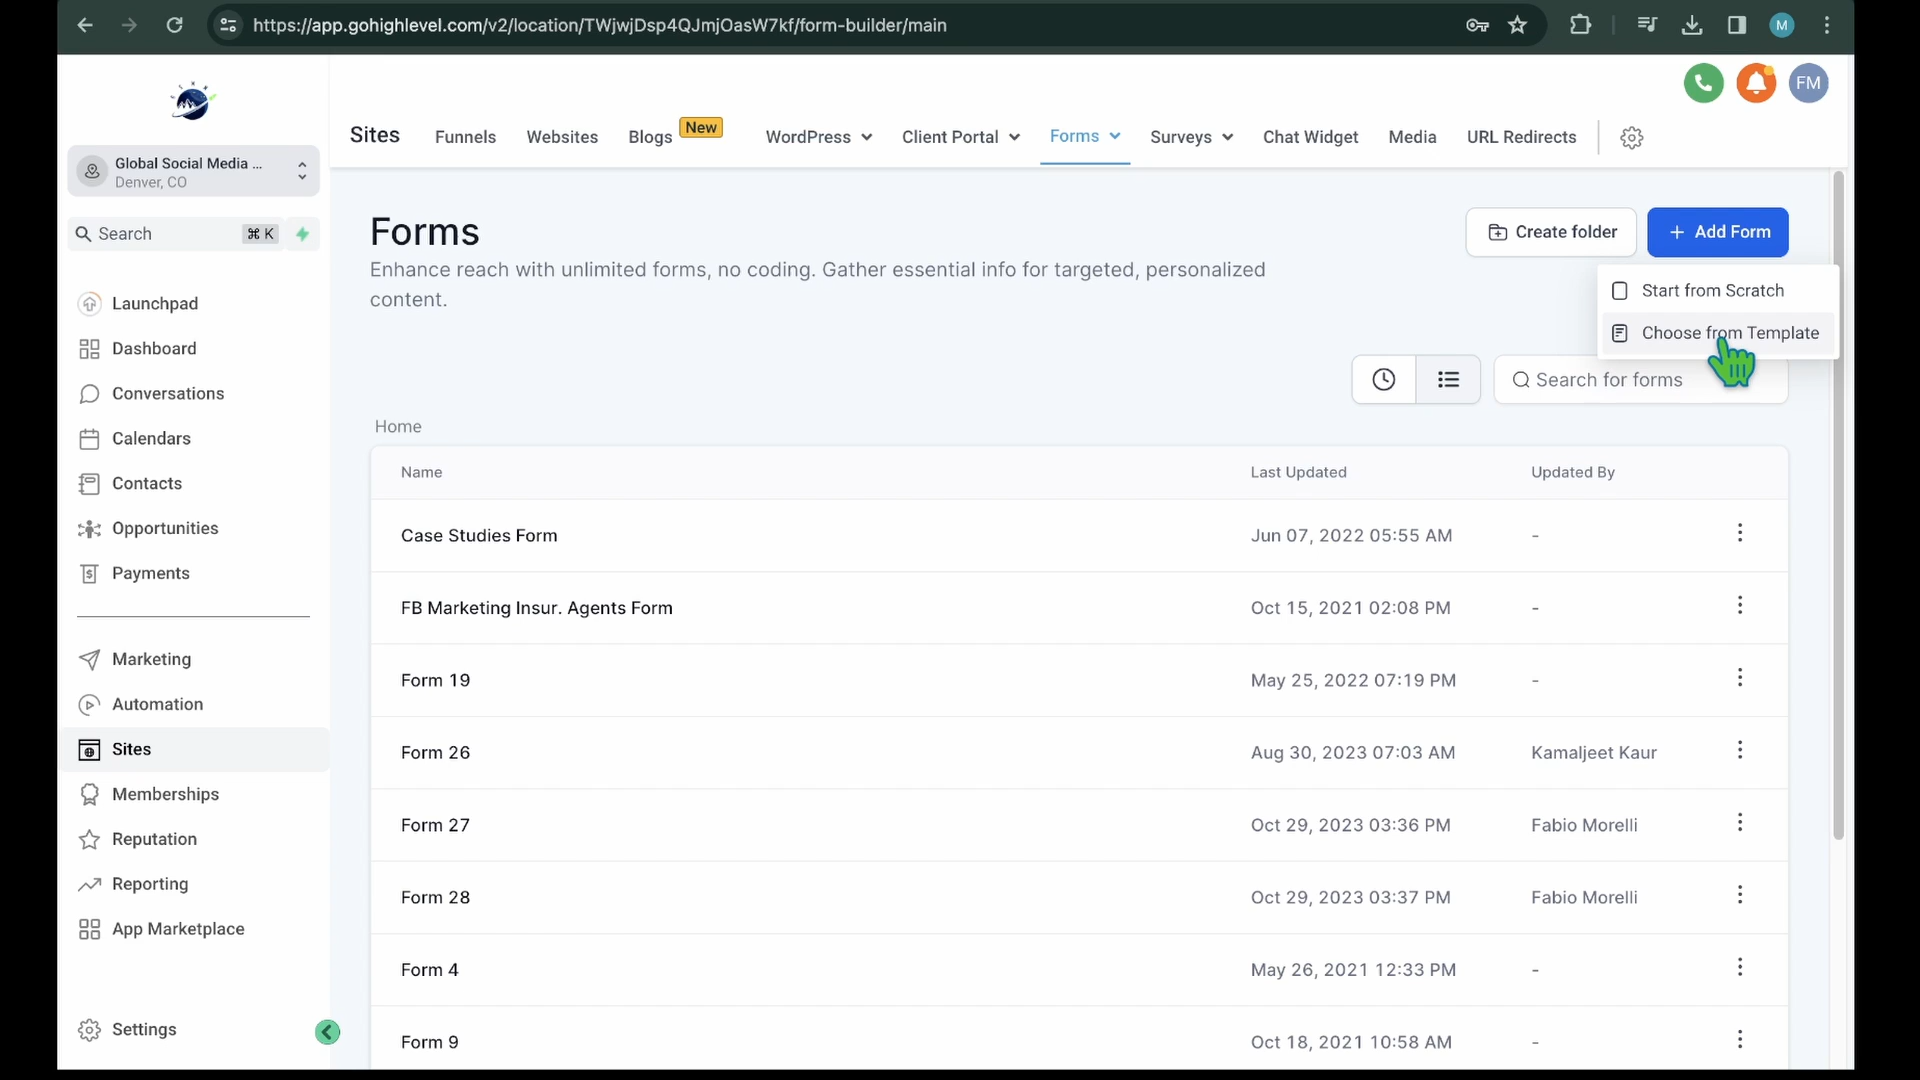 https://app.gohighlevel.com/v2/location/TWjwjDsp4QJmjOasW7kf/form-builder/main
M
FM
Sites
Funnels
Websites
Blogs
New
WordPress
Client Portal
Forms
Surveys
Chat Widget
Media
URL Redirects
Global Social Media ...
Denver, CO
Search
⌘ K
Launchpad
Dashboard
Conversations
Calendars
Contacts
Opportunities
Payments
Marketing
Automation
Sites
Memberships
Reputation
Reporting
App Marketplace
Settings
Forms
Enhance reach with unlimited forms, no coding. Gather essential info for targeted, personalized
content.
Create folder
+ Add Form
Start from Scratch
Choose from Template
Search for forms
Home
Name Last Updated Updated By
Case Studies Form Jun 07, 2022 05:55 AM -
FB Marketing Insur. Agents Form Oct 15, 2021 02:08 PM -
Form 19 May 25, 2022 07:19 PM -
Form 26 Aug 30, 2023 07:03 AM Kamaljeet Kaur
Form 27 Oct 29, 2023 03:36 PM Fabio Morelli
Form 28 Oct 29, 2023 03:37 PM Fabio Morelli
Form 4 May 26, 2021 12:33 PM -
Form 9 Oct 18, 2021 10:58 AM -